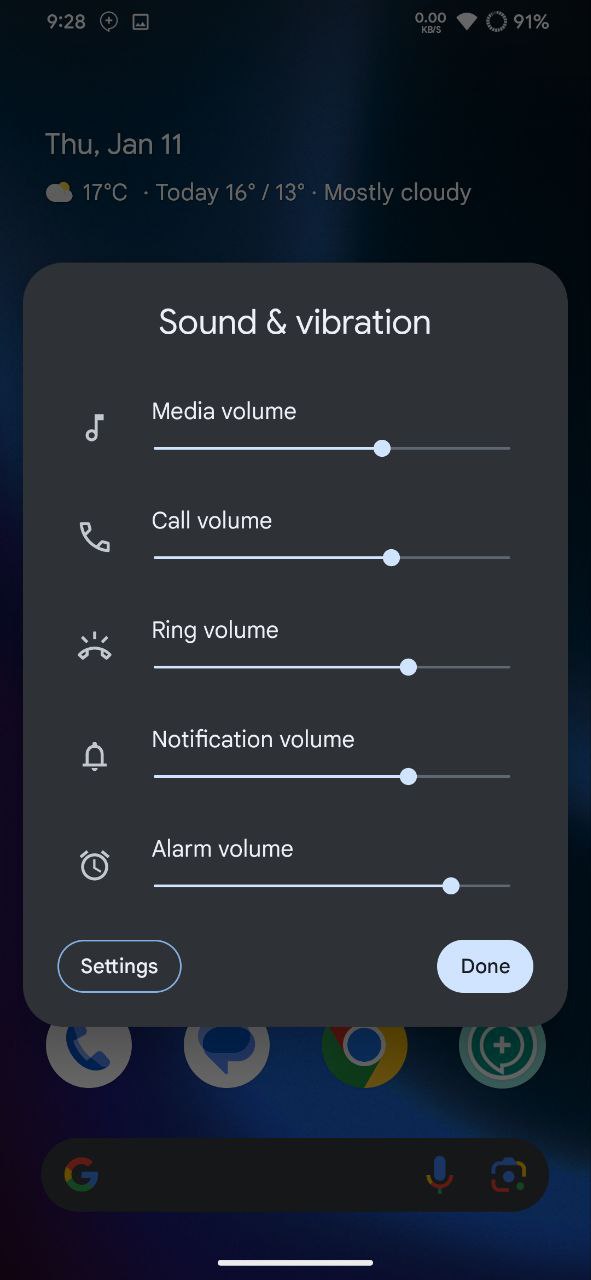 9:28
0.00
KB/S
91%
Thu, Jan 11
17°C · Today 16° / 13° · Mostly cloudy
Sound & vibration
Media volume
Call volume
Ring volume
Notification volume
Alarm volume
Settings
Done